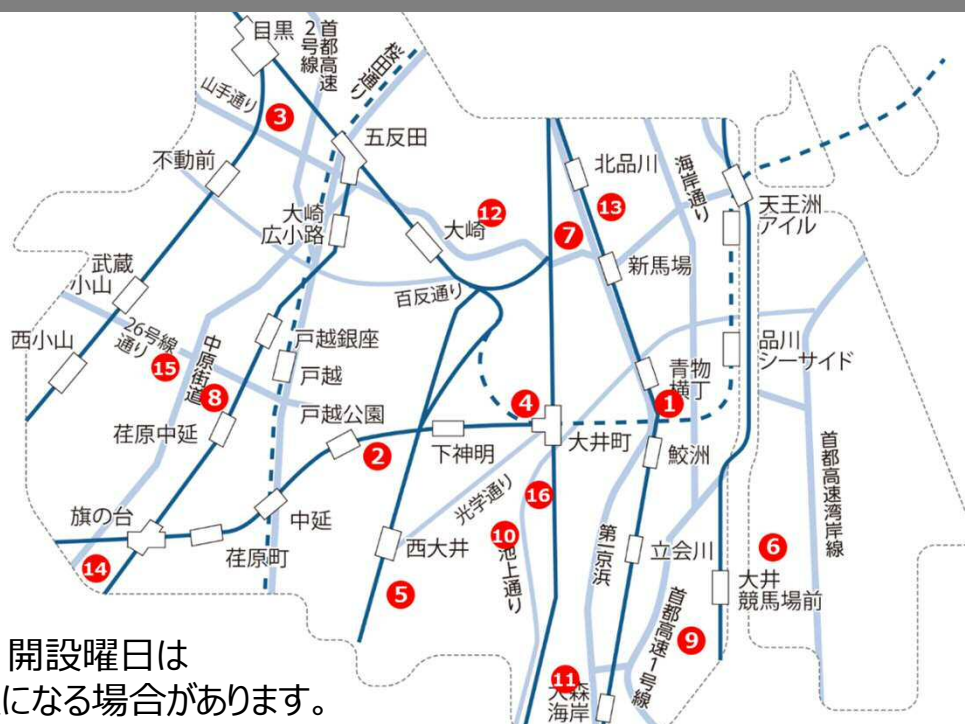 目黒
首都高速
2号線
桜田通り
山手通り
3
五反田
不動前
北品川
海岸通り
大崎
広小路
12
大崎
13
7
天王洲
アイル
新馬場
武蔵
小山
百反通り
西小山
26号線
通り
戸越銀座
品川
シーサイド
15
中原街道
戸越
青物
横丁
8
戸越公園
4
1
荏原中延
2
下神明
大井町
鮫洲
光学通り
16
首都高速湾岸線
旗の台
中延
10
池上通り
第一京浜
立会川
6
14
荏原町
西大井
大井
競馬場前
5
首都高速1号線
9
開設曜日は
になる場合があります。
11
大森
海岸